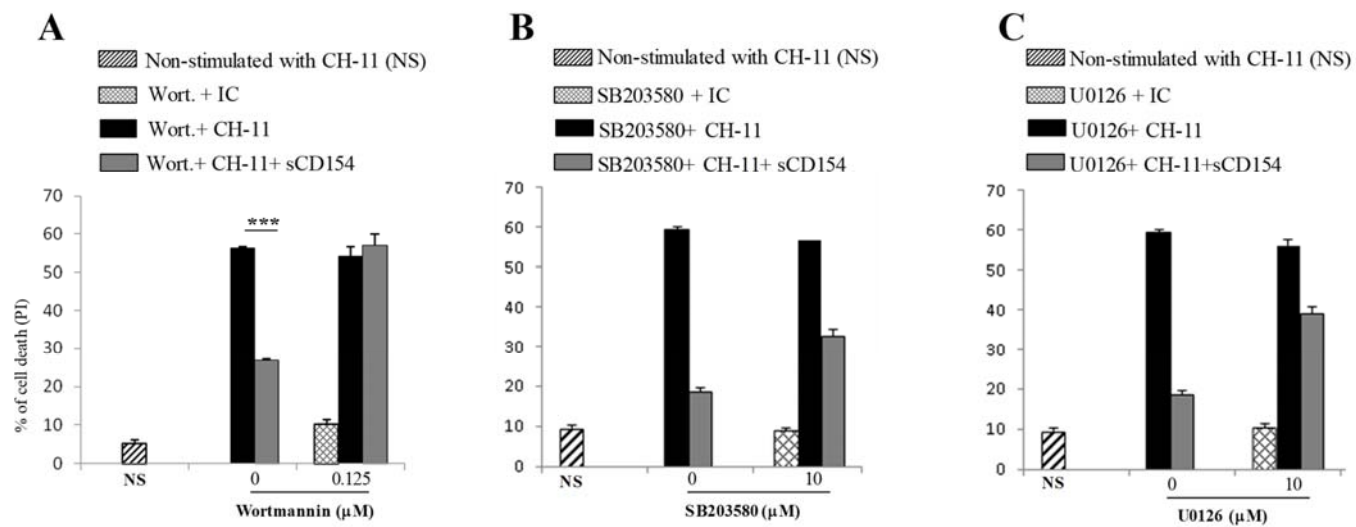 A
Non-stimulated with CH-11 (NS)
Wort. + IC
Wort.+ CH-11
Wort.+ CH-11+ sCD154
% of cell death (PI)
70
60
50
40
30
20
10
0
***
NS
0
0.125
Wortmannin (µM)
B
Non-stimulated with CH-11 (NS)
SB203580 + IC
SB203580+ CH-11
SB203580+ CH-11+ sCD154
70
60
50
40
30
20
10
0
NS
0
10
SB203580 (µM)
C
Non-stimulated with CH-11 (NS)
U0126 + IC
U0126+ CH-11
U0126+ CH-11+sCD154
70
60
50
40
30
20
10
0
NS
0
10
U0126 (µM)